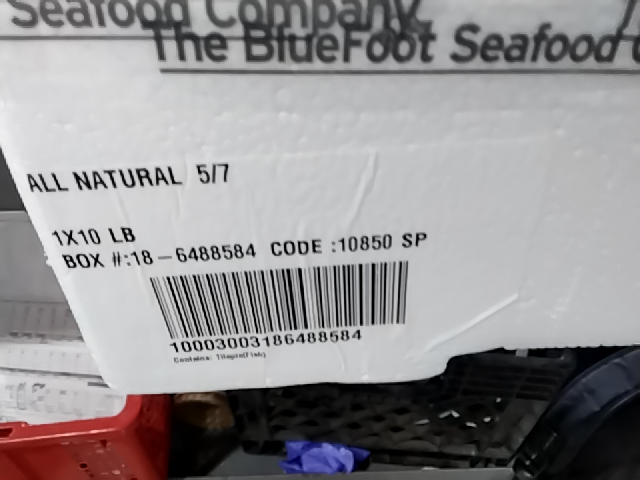 Seafood Company.
The BlueFoot Seafood
ALL NATURAL 5/7
1X10 LB
BOX #:18-6488584 CODE :10850 SP
10003003186488584
Contains: Tilapia(Fish)